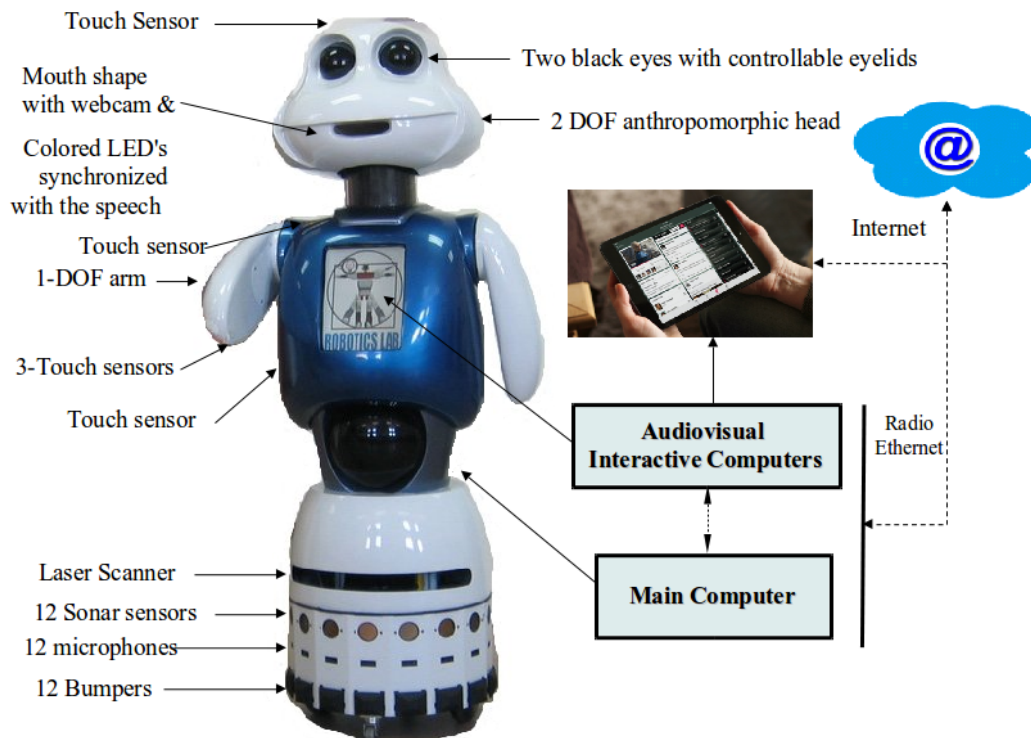 Touch Sensor
Two black eyes with controllable eyelids
Mouth shape
with webcam &
2 DOF anthropomorphic head
@
Colored LED's
synchronized
with the speech
Internet
Touch sensor
1-DOF arm
ROBOTICS LAB
3-Touch sensors
Touch sensor
Audiovisual
Interactive Computers
Radio
Ethernet
Laser Scanner
Main Computer
12 Sonar sensors
12 microphones
12 Bumpers